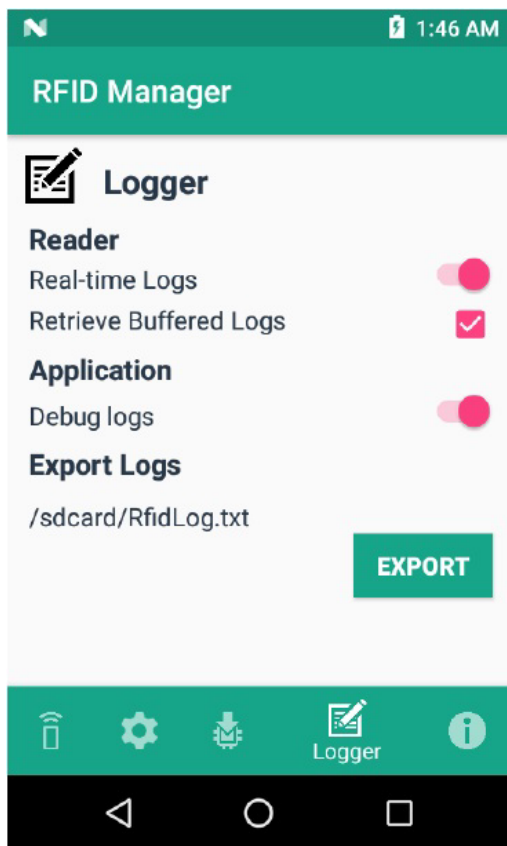 1:46 AM
RFID Manager
Logger
Reader
Real-time Logs
Retrieve Buffered Logs
Application
Debug logs
Export Logs
/sdcard/RfidLog.txt
EXPORT
Logger